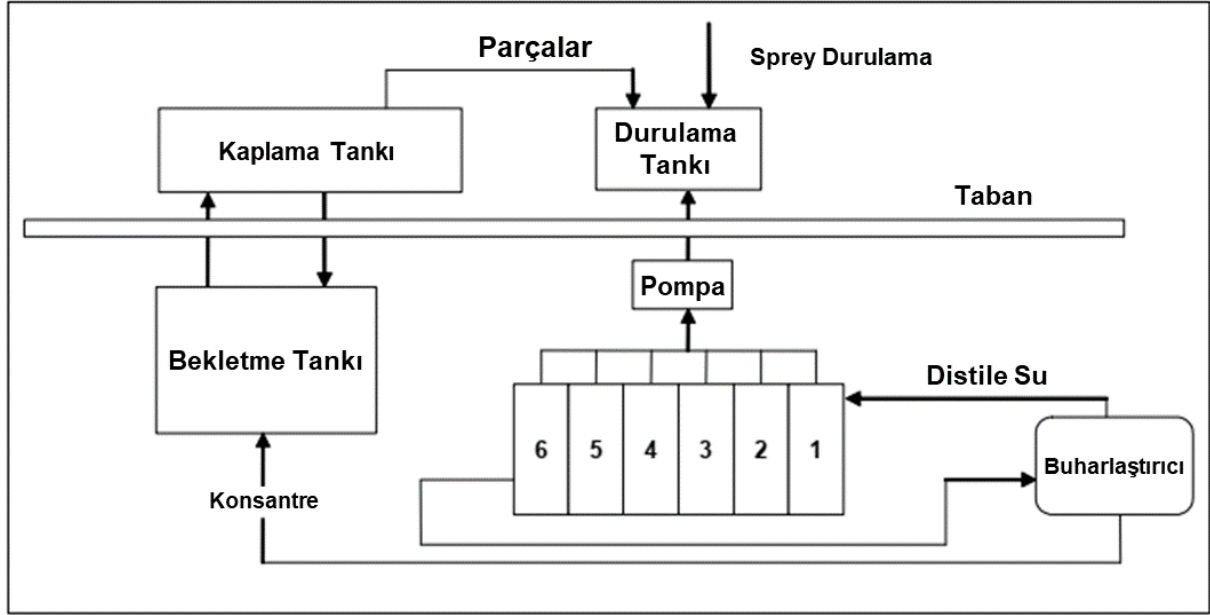 Parçalar
Sprey Durulama
Kaplama Tankı
Durulama
Tankı
Taban
Pompa
Bekletme Tankı
Distile Su
6 5 4 3 2 1
Buharlaştırıcı
Konsantre